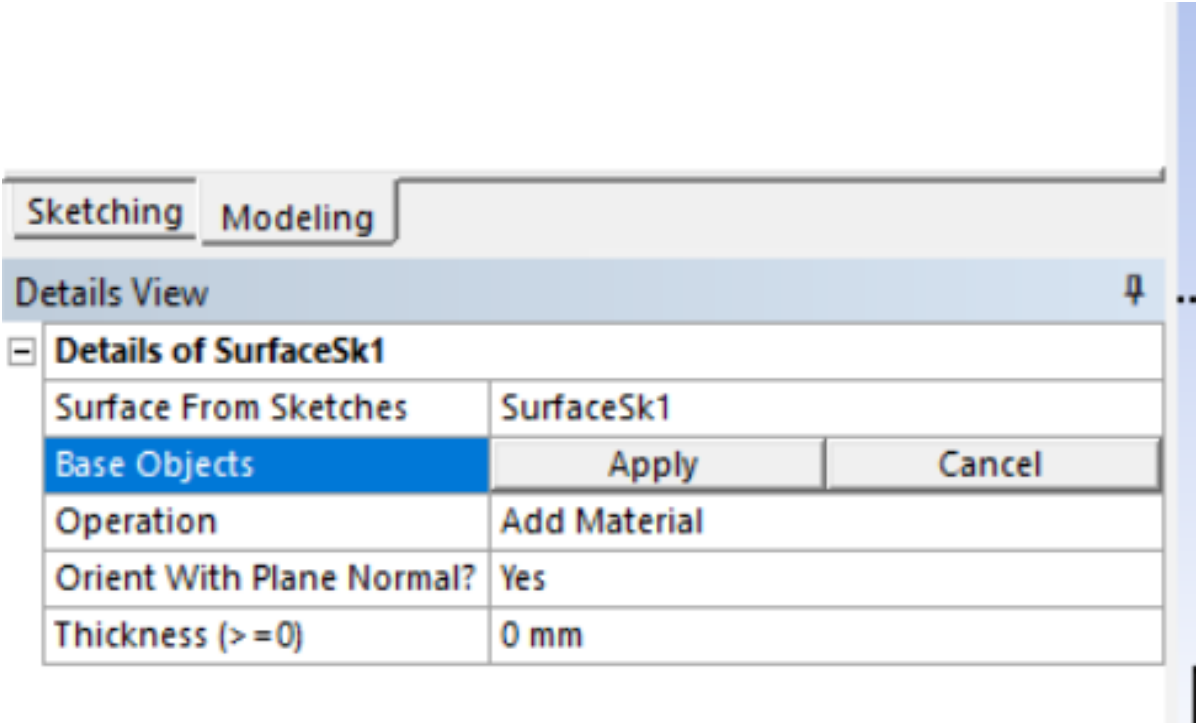 Sketching Modeling
Details View
Details of SurfaceSk1
Surface From Sketches SurfaceSk1
Base Objects Apply Cancel
Operation Add Material
Orient With Plane Normal? Yes
Thickness (>=0) 0 mm